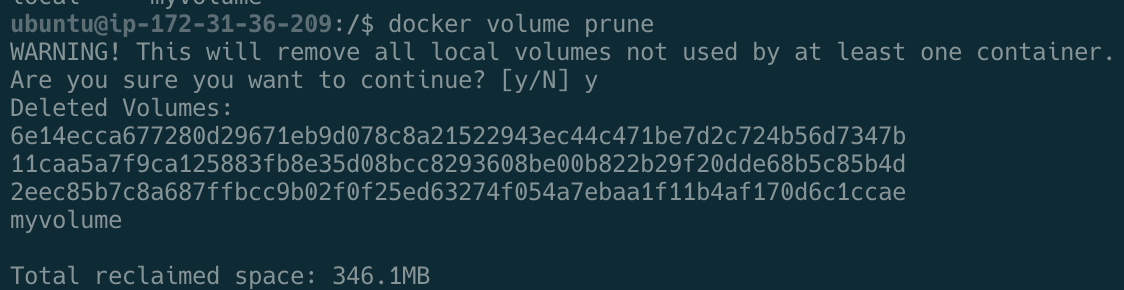 local     myvolume
ubuntu@ip-172-31-36-209:/$ docker volume prune
WARNING! This will remove all local volumes not used by at least one container.
Are you sure you want to continue? [y/N] y
Deleted Volumes:
6e14ecca677280d29671eb9d078c8a21522943ec44c471be7d2c724b56d7347b
11caa5a7f9ca125883fb8e35d08bcc8293608be00b822b29f20dde68b5c85b4d
2eec85b7c8a687ffbcc9b02f0f25ed63274f054a7ebaa1f11b4af170d6c1ccae
myvolume
Total reclaimed space: 346.1MB